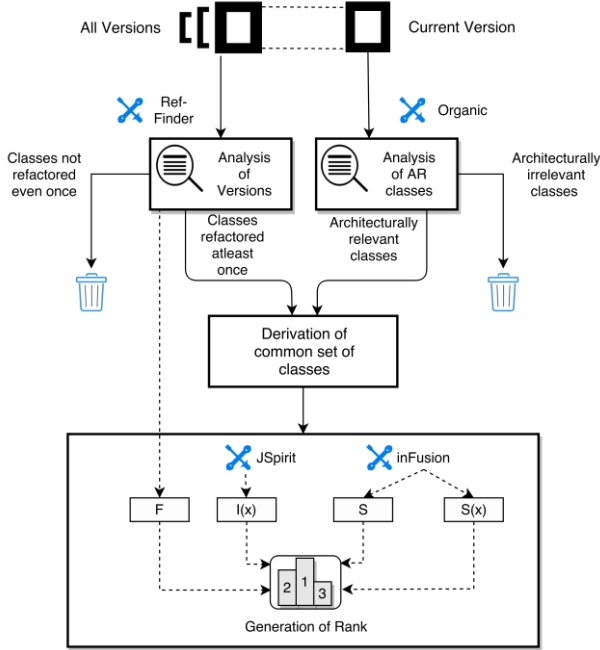 All Versions
Current Version
Ref-
Finder
Organic
Classes not
refactored
even once
Analysis
of
Versions
Analysis
of AR
classes
Architecturally
irrelevant
classes
Classes
refactored
atleast
once
Architecturally
relevant
classes
Derivation of
common set of
classes
JSpirit
inFusion
F
I(x)
S
S(x)
2
1
3
Generation of Rank